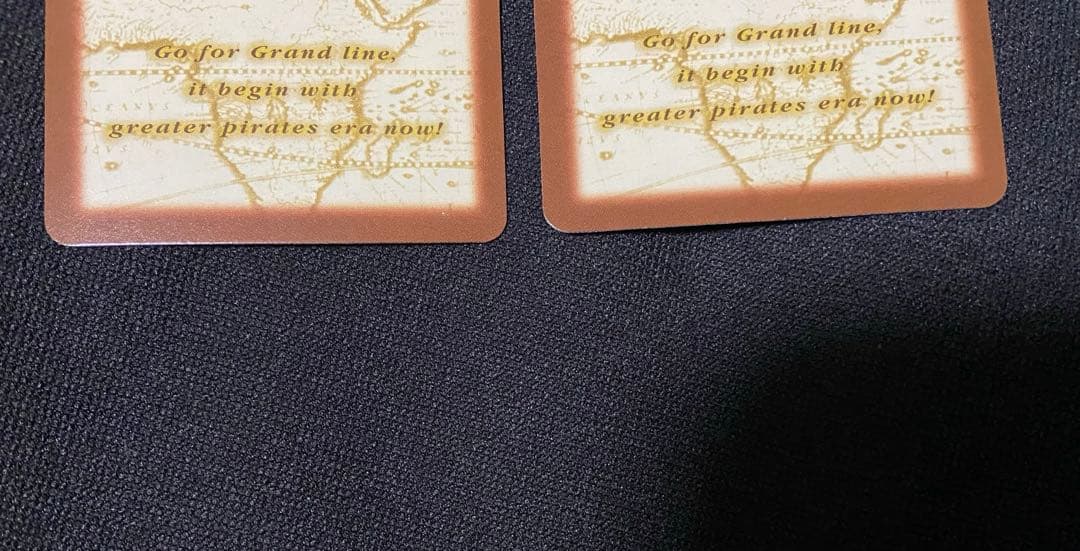 Go for Grand line,
it begin with
greater pirates era now!
Go for Grand line,
it begin with
greater pirates era now!